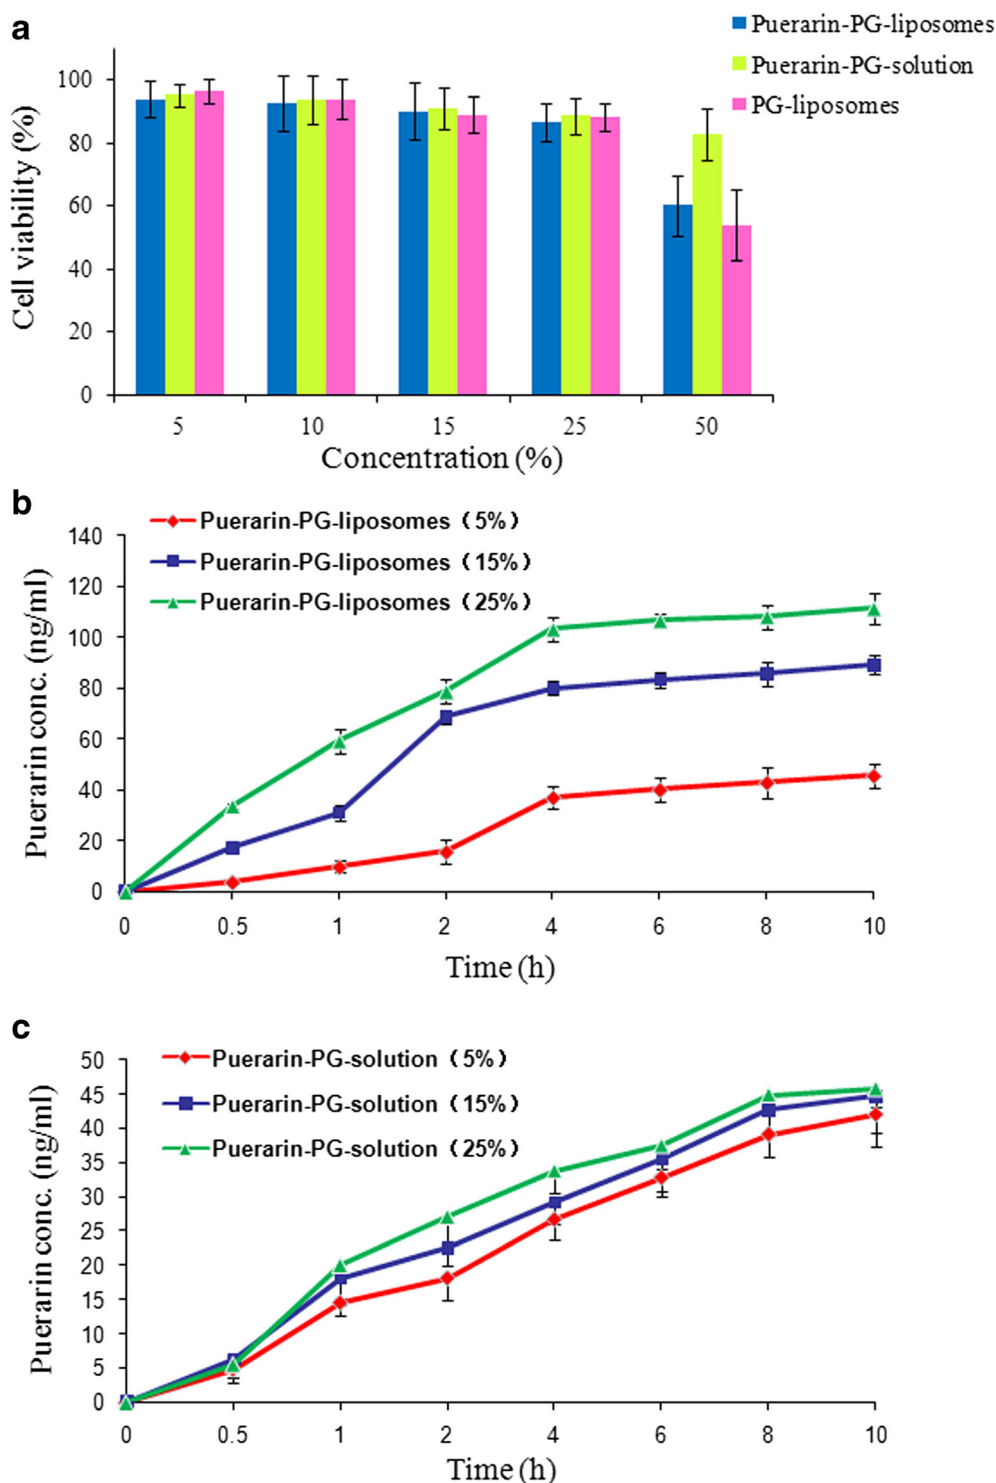 a
Puerarin-PG-liposomes
Puerarin-PG-solution
PG-liposomes
Cell viability (%)
100
80
60
40
20
0
5 10 15 25 50
Concentration (%)
b
Puerarin-PG-liposomes (5%)
Puerarin-PG-liposomes (15%)
Puerarin-PG-liposomes (25%)
Puerarin conc. (ng/ml)
140
120
100
80
60
40
20
0
0 0.5 1 2 4 6 8 10
Time (h)
c
Puerarin-PG-solution (5%)
Puerarin-PG-solution (15%)
Puerarin-PG-solution (25%)
Puerarin conc. (ng/ml)
50
45
40
35
30
25
20
15
10
5
0
0 0.5 1 2 4 6 8 10
Time (h)